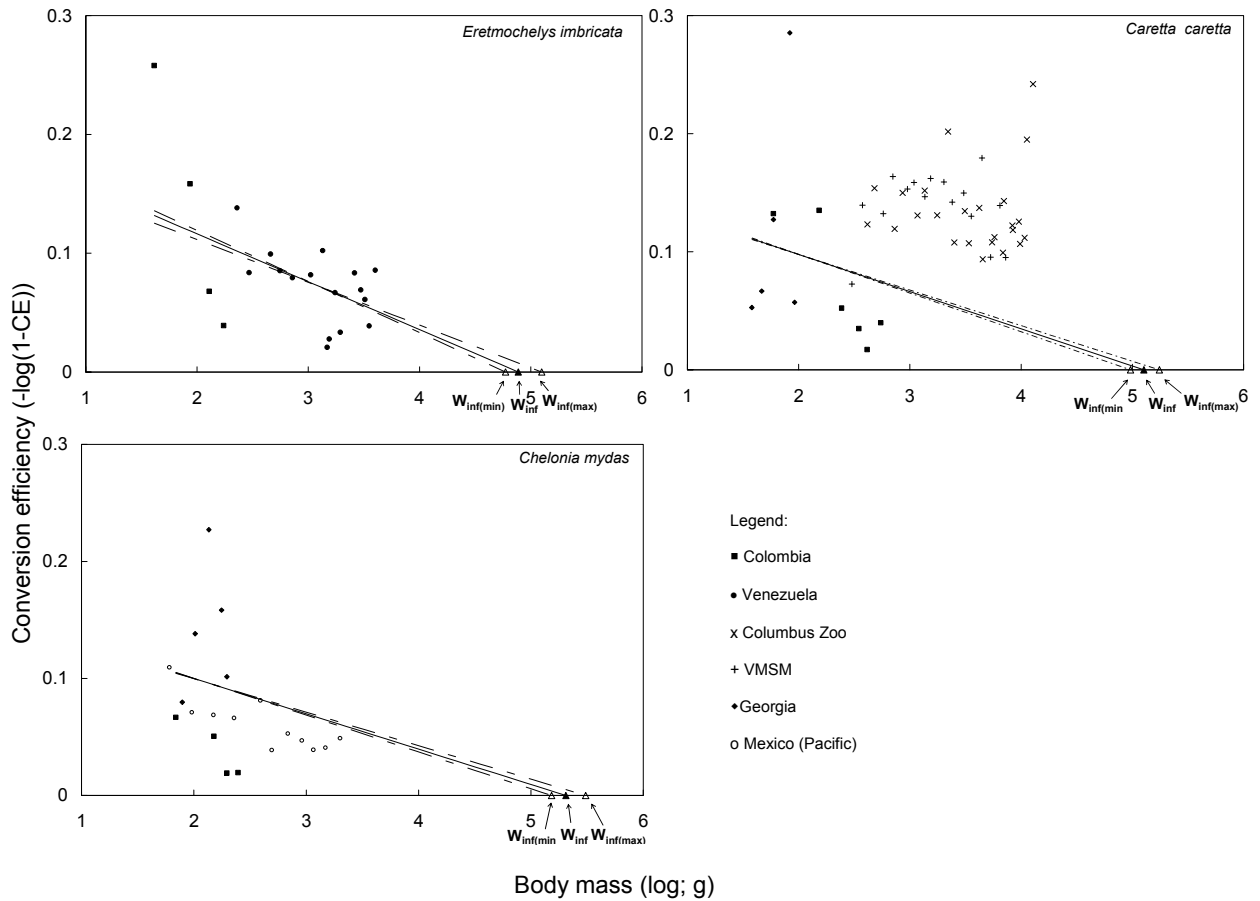 Conversion efficiency (-log(1-CE))
Eretmochelys imbricata
0.3
0.2
0.1
0
1 2 3 4 5 6
Winf(min) Winf Winf(max)
Caretta caretta
0.3
0.2
0.1
0
1 2 3 4 5 6
Winf(min Winf Winf(max)
Chelonia mydas
0.3
0.2
0.1
0
1 2 3 4 5 6
Winf(min Winf Winf(max)
Legend:
Colombia
Venezuela
x Columbus Zoo
+ VMSM
Georgia
o Mexico (Pacific)
Body mass (log; g)